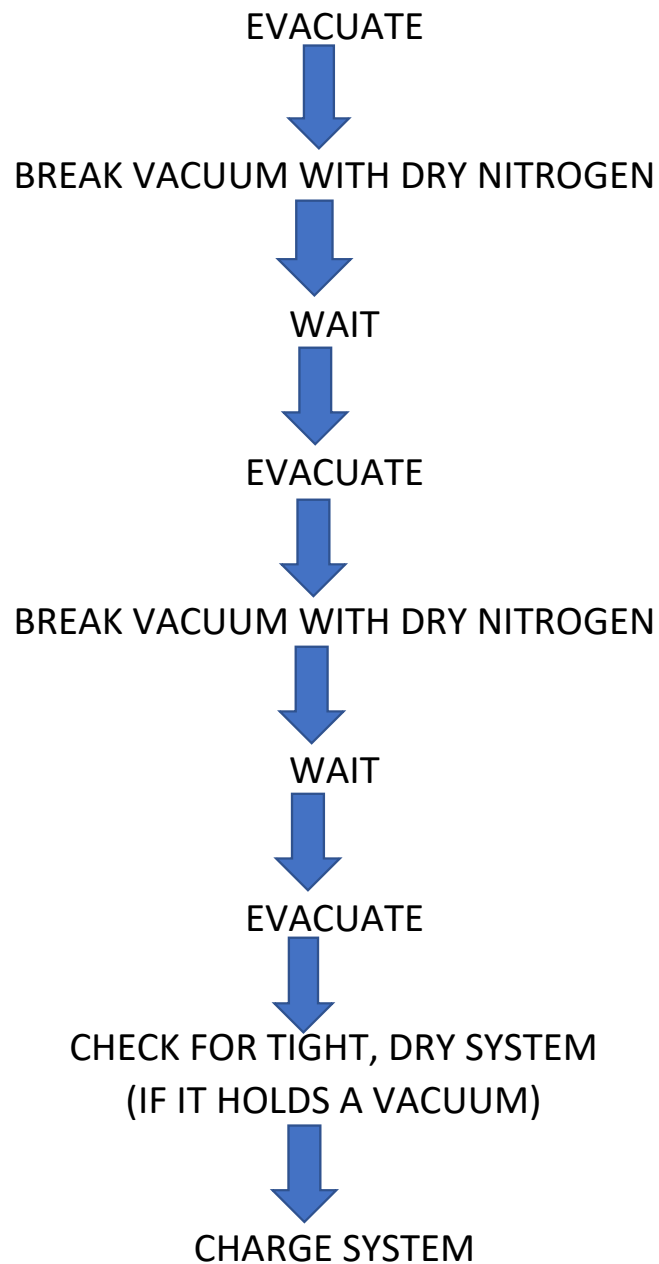 EVACUATE
BREAK VACUUM WITH DRY NITROGEN
WAIT
EVACUATE
BREAK VACUUM WITH DRY NITROGEN
WAIT
EVACUATE
CHECK FOR TIGHT, DRY SYSTEM
(IF IT HOLDS A VACUUM)
CHARGE SYSTEM